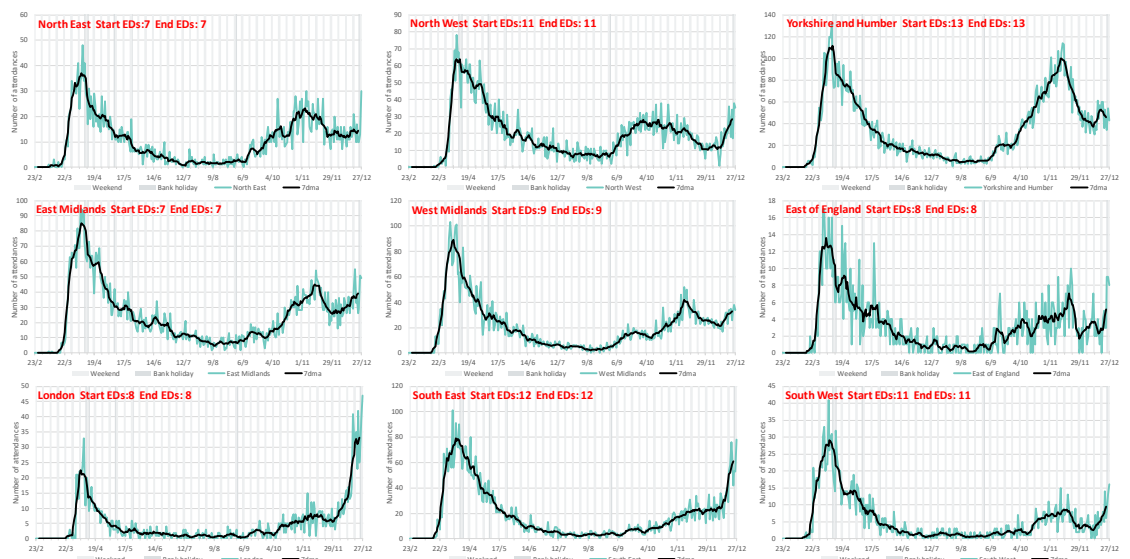 North East Start EDs:7 End EDs: 7
Number of attendances
60
50
40
30
20
10
0
23/2 22/3 19/4 17/5 14/6 12/7 9/8 6/9 4/10 1/11 29/11 27/12
Weekend Bank holiday North East 7dma
North West Start EDs:11 End EDs: 11
Number of attendances
90
80
70
60
50
40
30
20
10
0
23/2 22/3 19/4 17/5 14/6 12/7 9/8 6/9 4/10 1/11 29/11 27/12
Weekend Bank holiday North West 7dma
Yorkshire and Humber Start EDs:13 End EDs: 13
Number of attendances
140
120
100
80
60
40
20
0
23/2 22/3 19/4 17/5 14/6 12/7 9/8 6/9 4/10 1/11 29/11 27/12
Weekend Bank holiday Yorkshire and Humber 7dma
East Midlands Start EDs:7 End EDs: 7
Number of attendances
100
90
80
70
60
50
40
30
20
10
0
23/2 22/3 19/4 17/5 14/6 12/7 9/8 6/9 4/10 1/11 29/11 27/12
Weekend Bank holiday East Midlands 7dma
West Midlands Start EDs:9 End EDs: 9
Number of attendances
120
100
80
60
40
20
0
23/2 22/3 19/4 17/5 14/6 12/7 9/8 6/9 4/10 1/11 29/11 27/12
Weekend Bank holiday West Midlands 7dma
East of England Start EDs:8 End EDs: 8
Number of attendances
18
16
14
12
10
8
6
4
2
0
23/2 22/3 19/4 17/5 14/6 12/7 9/8 6/9 4/10 1/11 29/11 27/12
Weekend Bank holiday East of England 7dma
London Start EDs:8 End EDs: 8
Number of attendances
50
45
40
35
30
25
20
15
10
5
0
23/2 22/3 19/4 17/5 14/6 12/7 9/8 6/9 4/10 1/11 29/11 27/12
Weekend Bank holiday London 7dma
South East Start EDs:12 End EDs: 12
Number of attendances
120
100
80
60
40
20
0
23/2 22/3 19/4 17/5 14/6 12/7 9/8 6/9 4/10 1/11 29/11 27/12
Weekend Bank holiday South East 7dma
South West Start EDs:11 End EDs: 11
Number of attendances
45
40
35
30
25
20
15
10
5
0
23/2 22/3 19/4 17/5 14/6 12/7 9/8 6/9 4/10 1/11 29/11 27/12
Weekend Bank holiday South West 7dma